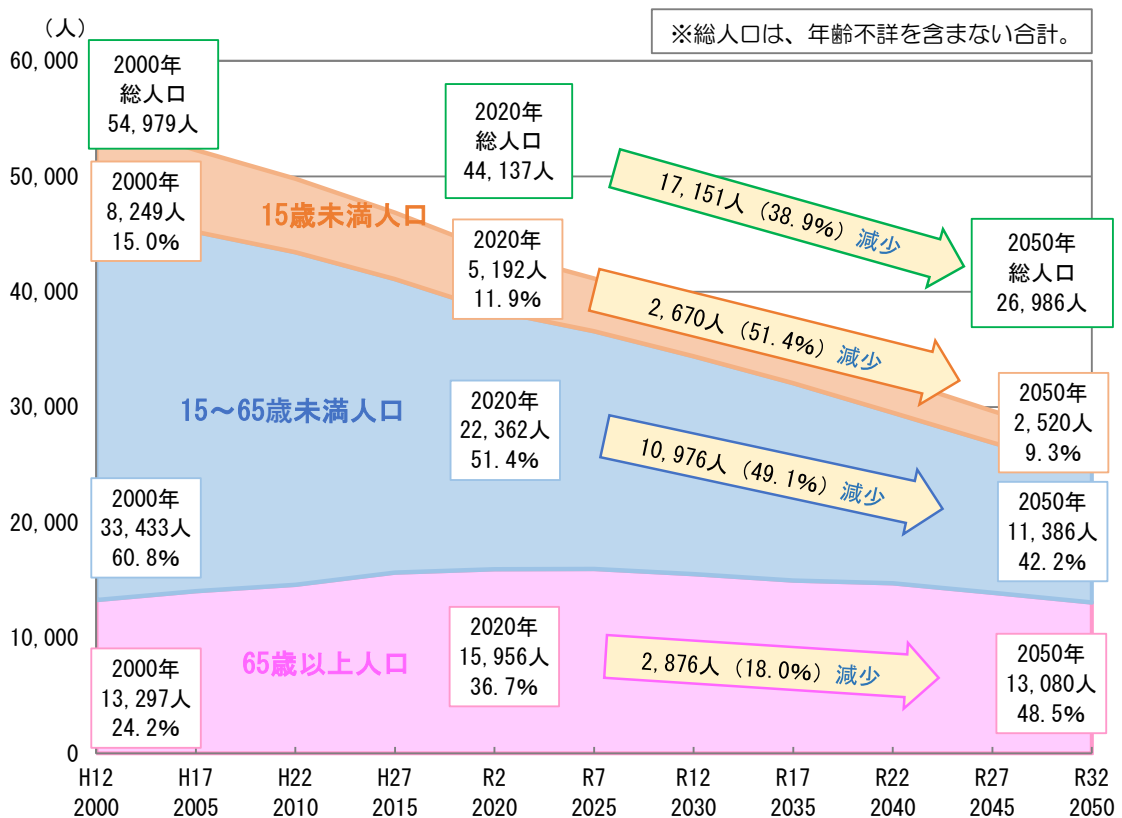 (人)
※総人口は、年齢不詳を含まない合計。
60,000
50,000
40,000
30,000
20,000
10,000
0
2000年
総人口
54,979人
2020年
総人口
44,137人
17,151人(38.9%)減少
2050年
総人口
26,986人
2000年
8,249人
15.0%
15歳未満人口
2020年
5,192人
11.9%
2,670人(51.4%)減少
2050年
2,520人
9.3%
2000年
33,433人
60.8%
15~65歳未満人口
2020年
22,362人
51.4%
10,976人(49.1%)減少
2050年
11,386人
42.2%
2000年
13,297人
24.2%
65歳以上人口
2020年
15,956人
36.7%
2,876人(18.0%)減少
2050年
13,080人
48.5%
H12 H17 H22 H27 R2 R7 R12 R17 R22 R27 R32
2000 2005 2010 2015 2020 2025 2030 2035 2040 2045 2050